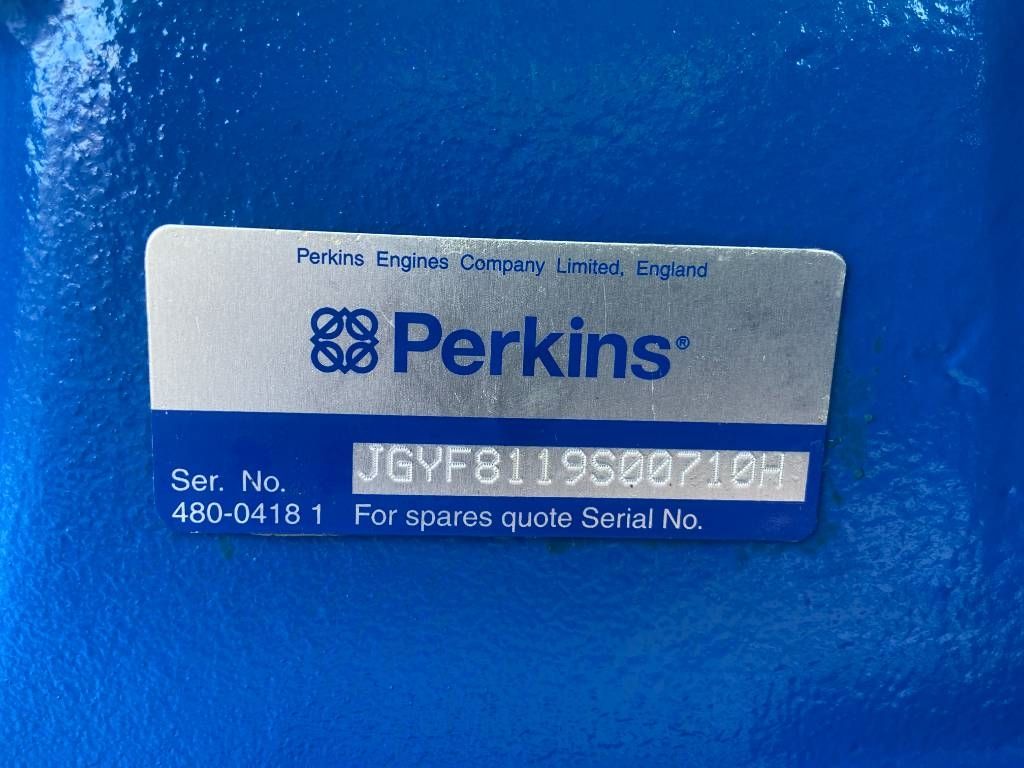 Perkins Engines Company Limited, England
Perkins®
Ser. No. JGYF8119S00710H
480-0418 1 For spares quote Serial No.